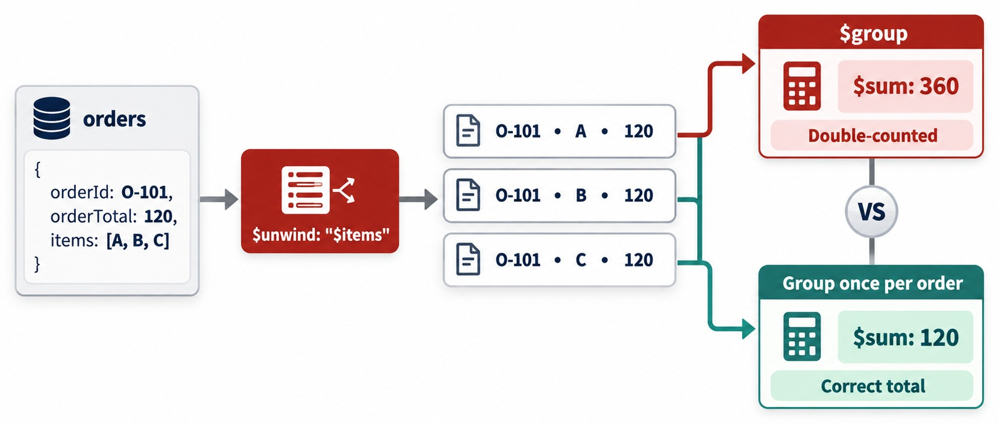 orders
{
orderId: O-101,
orderTotal: 120,
items: [A, B, C]
}
$unwind: "$items"
O-101 • A • 120
O-101 • B • 120
O-101 • C • 120
$group
$sum: 360
Double-counted
VS
Group once per order
$sum: 120
Correct total